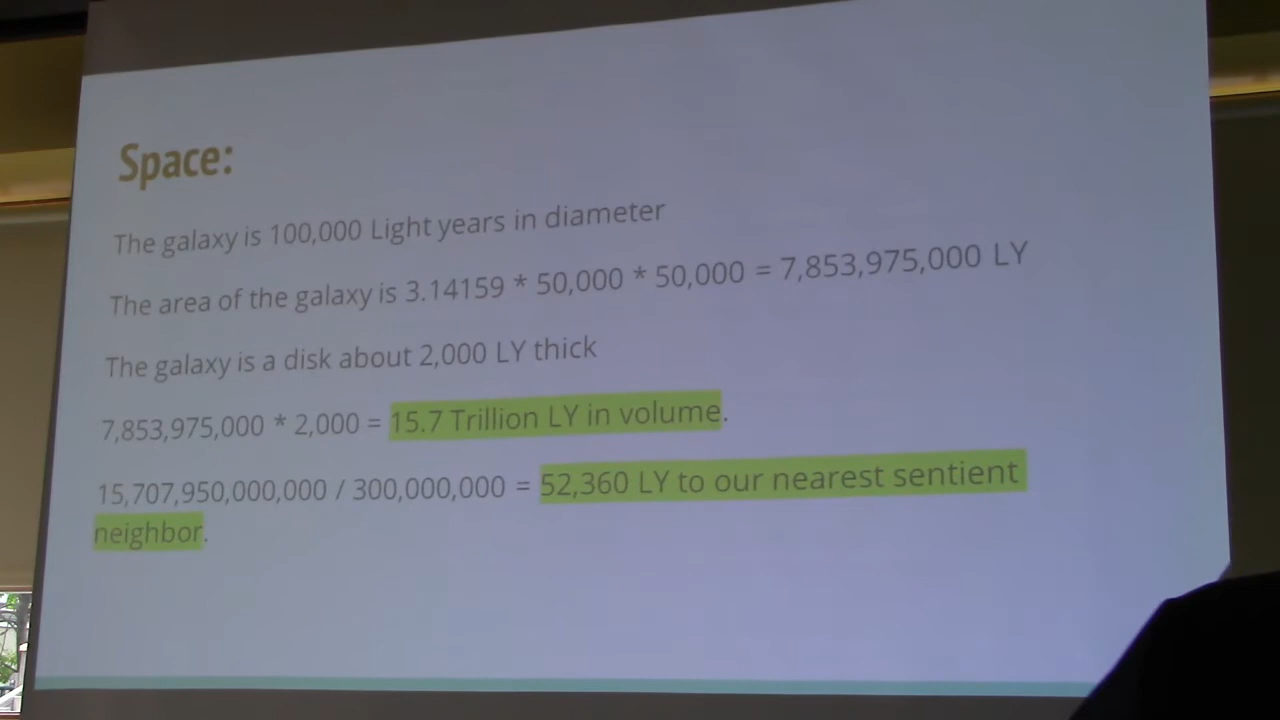 Space:
The galaxy is 100,000 Light years in diameter
The area of the galaxy is 3.14159 * 50,000 * 50,000 = 7,853,975,000 LY
The galaxy is a disk about 2,000 LY thick
7,853,975,000 * 2,000 = 15.7 Trillion LY in volume.
15,707,950,000,000 / 300,000,000 = 52,360 LY to our nearest sentient
neighbor.